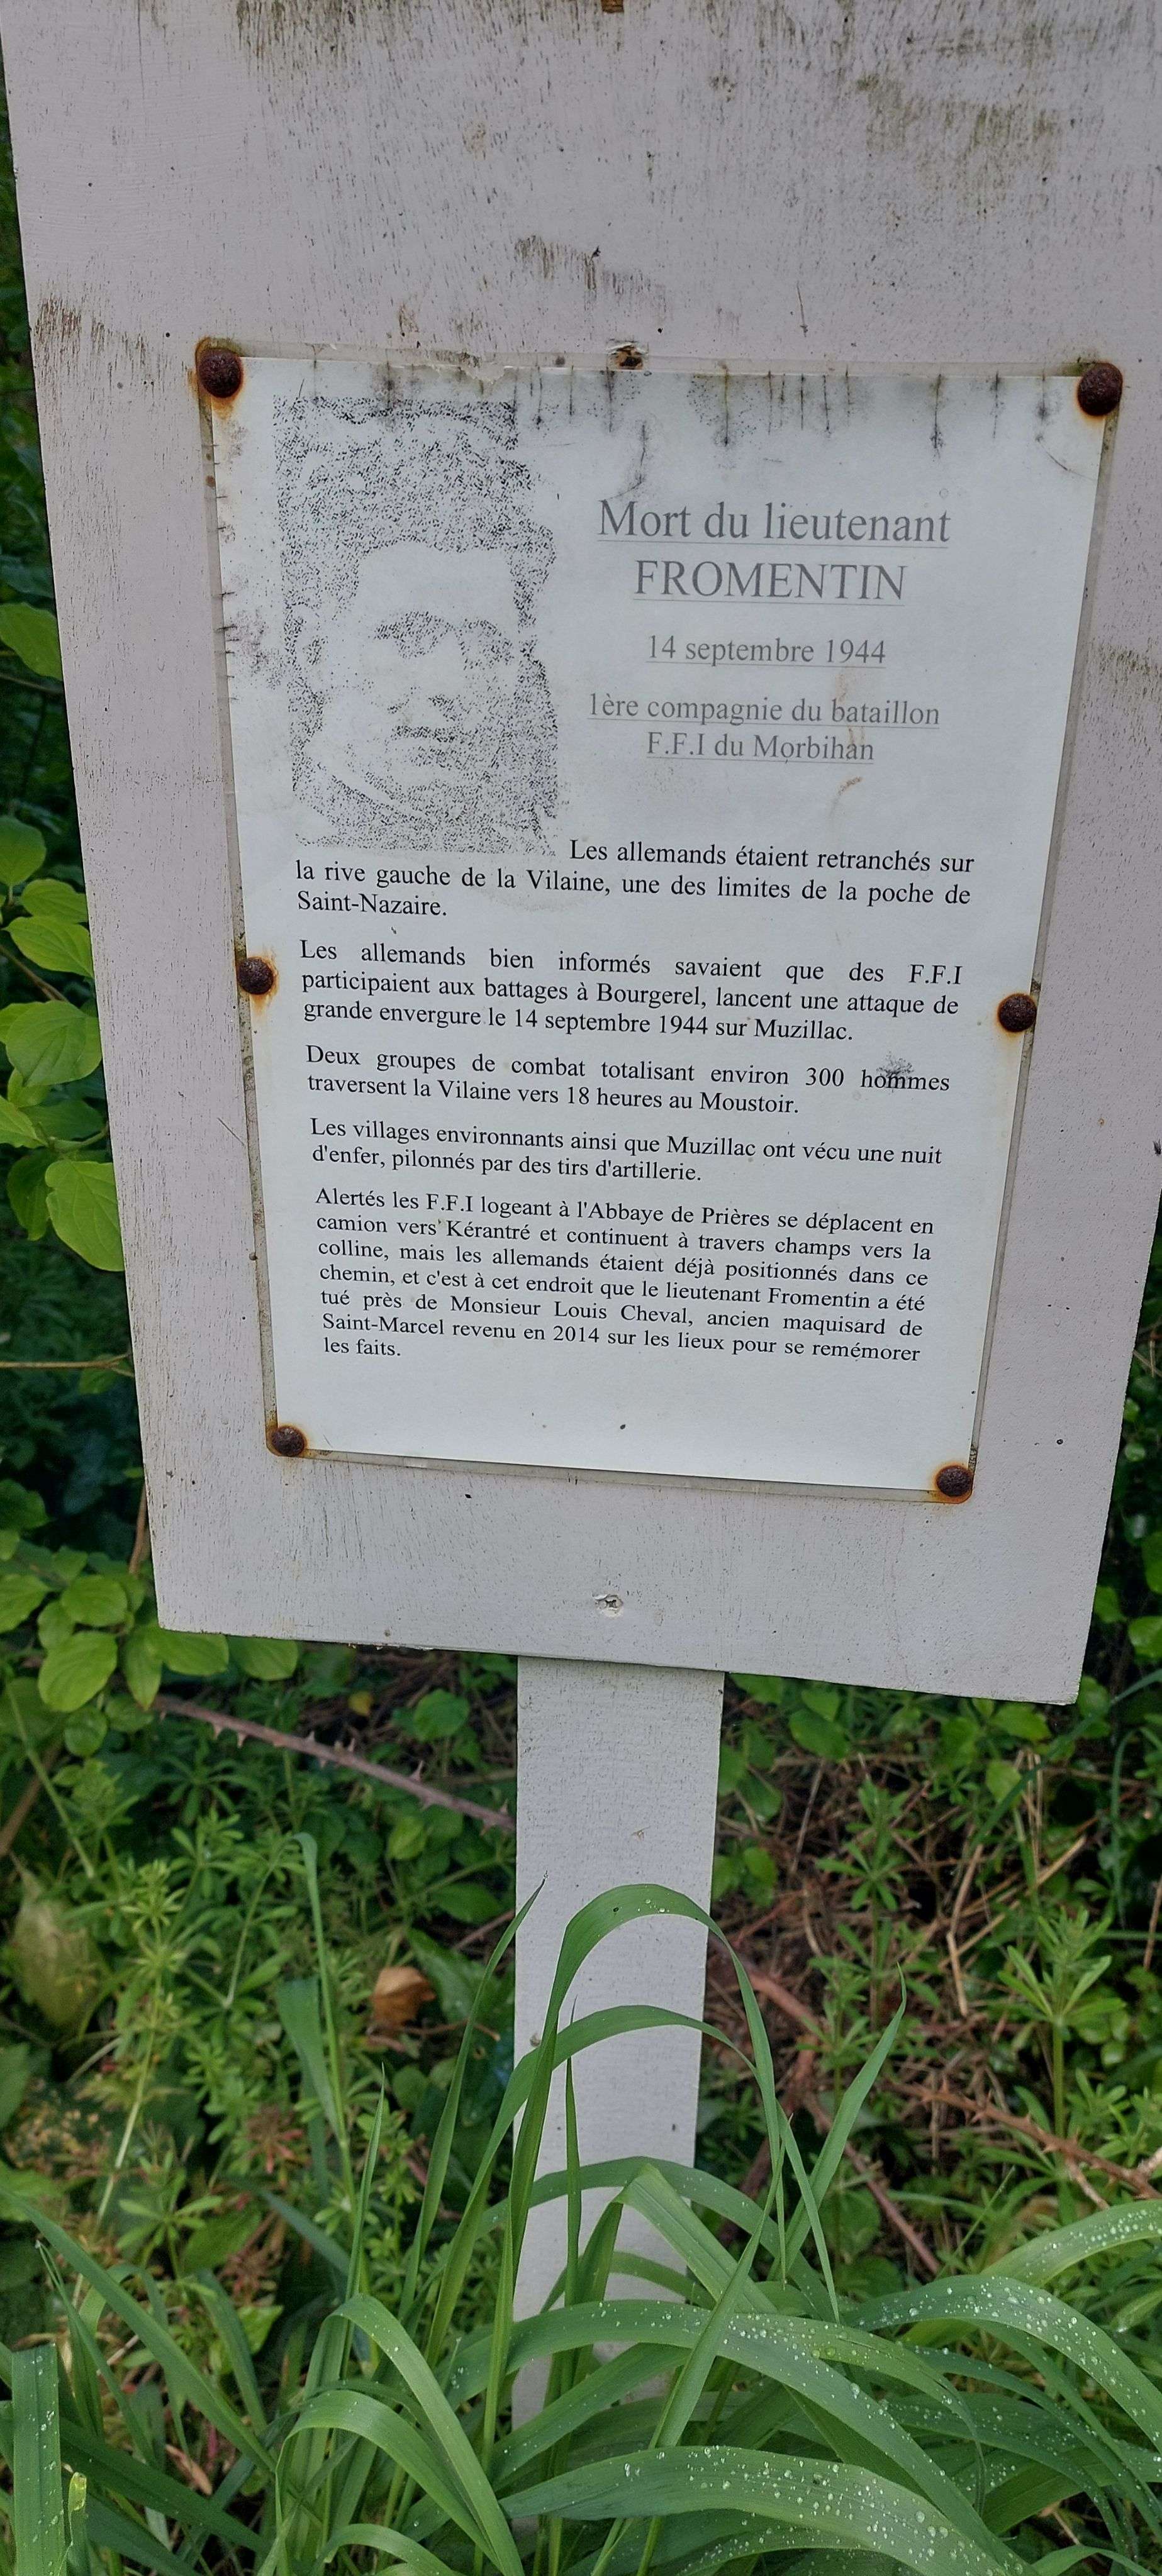 Mort du lieutenant
FROMENTIN
14 septembre 1944
1ère compagnie du bataillon
F.F.I du Morbihan
Les allemands étaient retranchés sur
la rive gauche de la Vilaine, une des limites de la poche de
Saint-Nazaire.
Les allemands bien informés savaient que des F.F.I
participaient aux battages à Bourgerel, lancent une attaque de
grande envergure le 14 septembre 1944 sur Muzillac.
Deux groupes de combat totalisant environ 300 hommes
traversent la Vilaine vers 18 heures au Moustoir.
Les villages environnants ainsi que Muzillac ont vécu une nuit
d'enfer, pilonnés par des tirs d'artillerie.
Alertés les F.F.I logeant à l'Abbaye de Prières se déplacent en
camion vers Kérantré et continuent à travers champs vers la
colline, mais les allemands étaient déjà positionnés dans ce
chemin, et c'est à cet endroit que le lieutenant Fromentin a été
tué près de Monsieur Louis Cheval, ancien maquisard de
Saint-Marcel revenu en 2014 sur les lieux pour se remémorer
les faits.